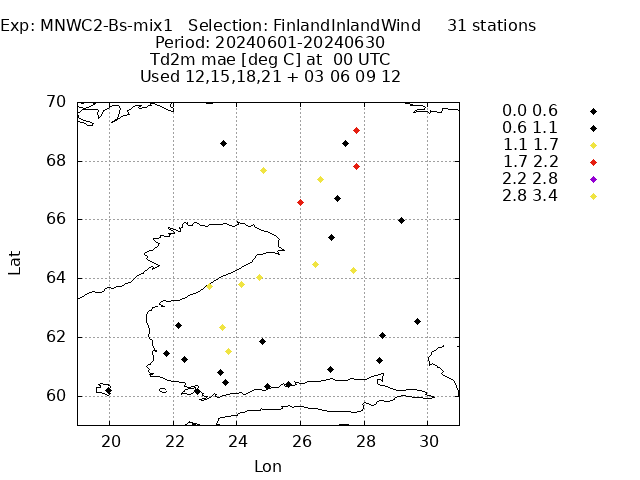 Exp: MNWC2-Bs-mix1   Selection: FinlandInlandWind     31 stations
Period: 20240601-20240630
Td2m mae [deg C] at  00 UTC
Used 12,15,18,21 + 03 06 09 12
70
68
66
64
62
60
Lat
20 22 24 26 28 30
Lon
0.0 0.6
0.6 1.1
1.1 1.7
1.7 2.2
2.2 2.8
2.8 3.4